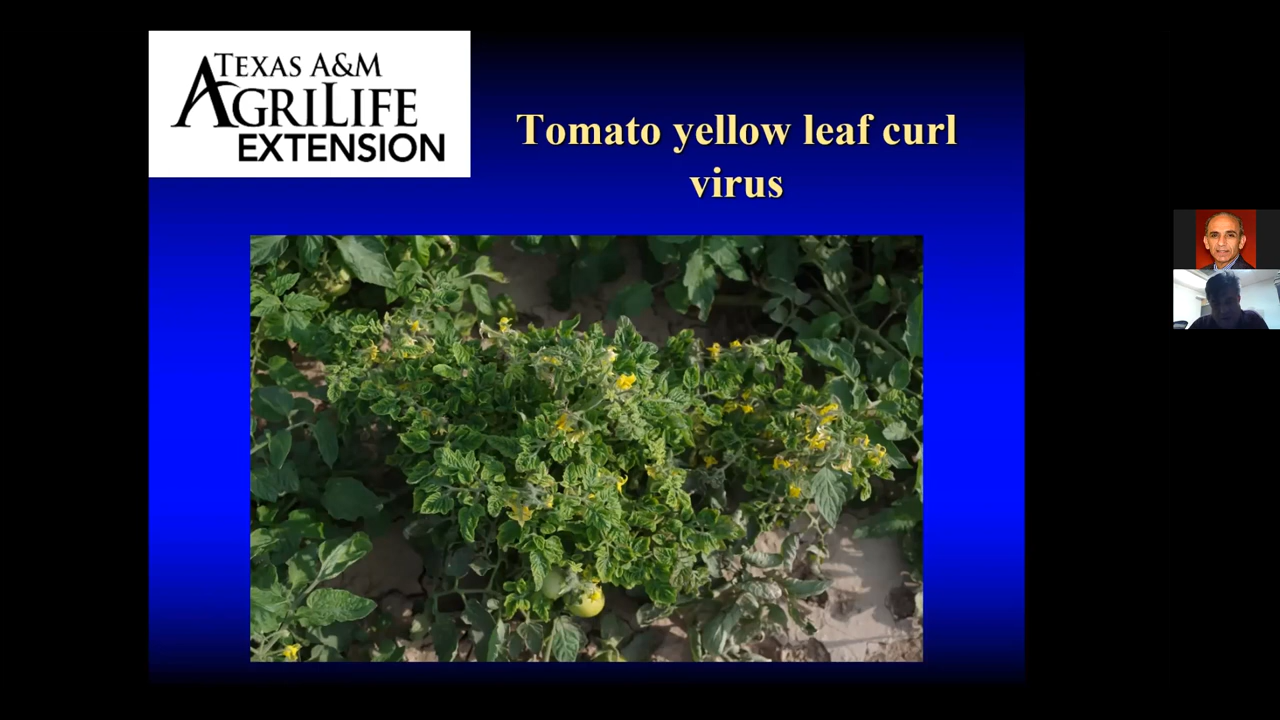 TEXAS A&M
AGRILIFE
EXTENSION
Tomato yellow leaf curl
virus